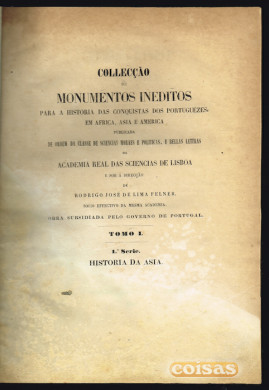 COLLECÇÃO
DE
MONUMENTOS INEDITOS
PARA A HISTORIA DAS CONQUISTAS DOS PORTUGUEZES,
EM AFRICA, ASIA E AMERICA
PUBLICADA
DE ORDEM DA CLASSE DE SCIENCIAS MORAES E POLITICAS, E BELLAS LETRAS
DA
ACADEMIA REAL DAS SCIENCIAS DE LISBOA
E SOB A DIRECÇÃO
DE
RODRIGO JOSÉ DE LIMA FELNER,
SOCIO EFFECTIVO DA MESMA ACADEMIA.
OBRA SUBSIDIADA PELO GOVERNO DE PORTUGAL.
TOMO I.
1.ª Serie.
HISTORIA DA ASIA.
coisas